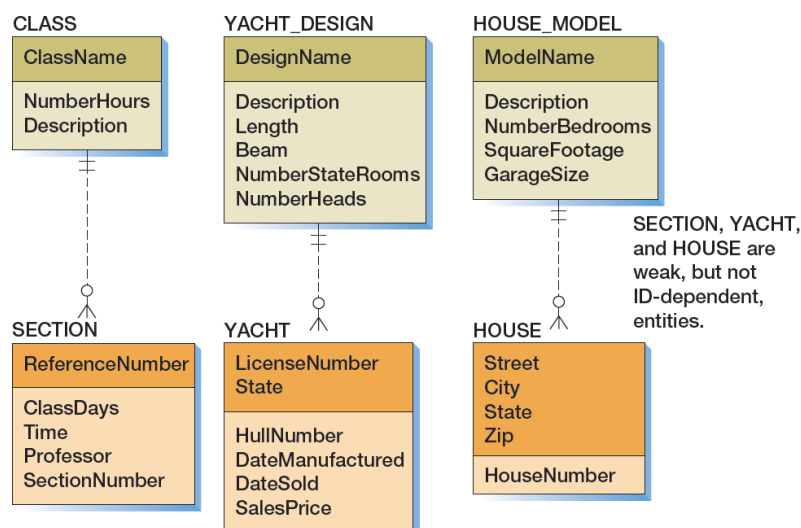 CLASS
ClassName
NumberHours
Description
YACHT_DESIGN
DesignName
Description
Length
Beam
NumberStateRooms
NumberHeads
HOUSE_MODEL
ModelName
Description
NumberBedrooms
SquareFootage
GarageSize
SECTION, YACHT,
and HOUSE are
weak, but not
ID-dependent,
entities.
SECTION
ReferenceNumber
ClassDays
Time
Professor
SectionNumber
YACHT
LicenseNumber
State
HullNumber
DateManufactured
DateSold
SalesPrice
HOUSE
Street
City
State
Zip
HouseNumber